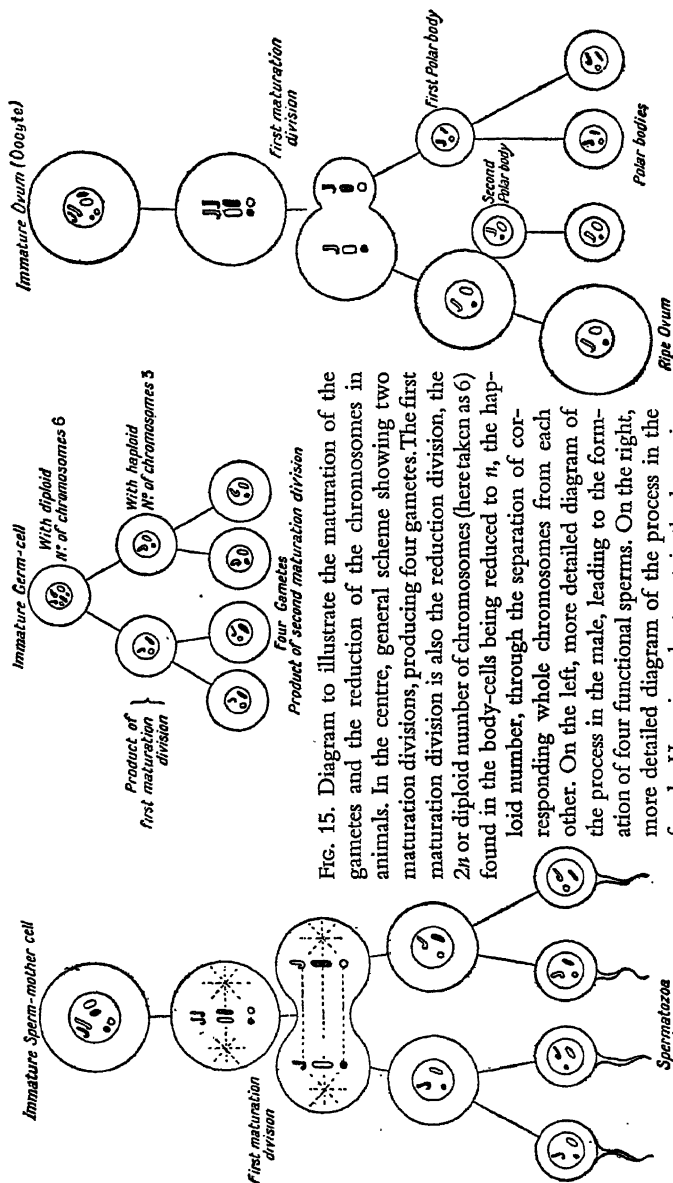 Immature Sperm-mother cell
First maturation
division
Spermatozoa
Immature Germ-cell
With diploid
No. of chromosomes 6
Product of
first maturation
division
With haploid
No. of chromosomes 3
Four Gametes
Product of second maturation division
Immature Ovum (Oocyte)
First maturation
division
First Polar body
Second
Polar body
Polar bodies
Ripe Ovum
FIG. 15. Diagram to illustrate the maturation of the
gametes and the reduction of the chromosomes in
animals. In the centre, general scheme showing two
maturation divisions, producing four gametes. The first
maturation division is also the reduction division, the
2n or diploid number of chromosomes (here taken as 6)
found in the body-cells being reduced to n, the hap-
loid number, through the separation of cor-
responding whole chromosomes from each
other. On the left, more detailed diagram of
the process in the male, leading to the form-
ation of four functional sperms. On the right,
more detailed diagram of the process in the